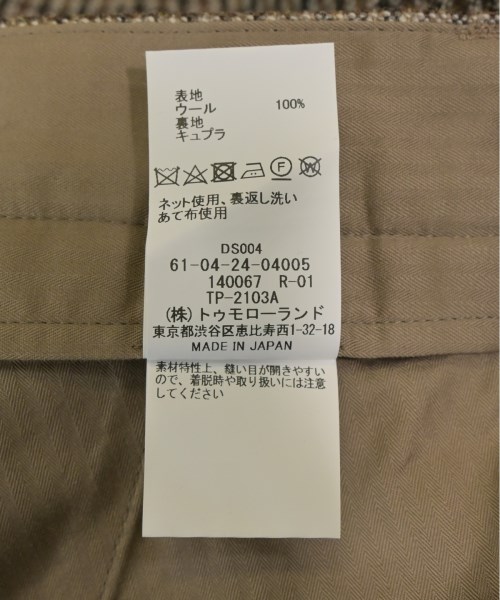 表地
ウール 100%
裏地
キュプラ
F W
ネット使用、裏返し洗い
あて布使用
DS004
61-04-24-04005
140067 R-01
TP-2103A
(株)トゥモローランド
東京都渋谷区恵比寿西1-32-18
MADE IN JAPAN
素材特性上、縫い目が開きやすい
ので、着脱時や取り扱いには注意
してください